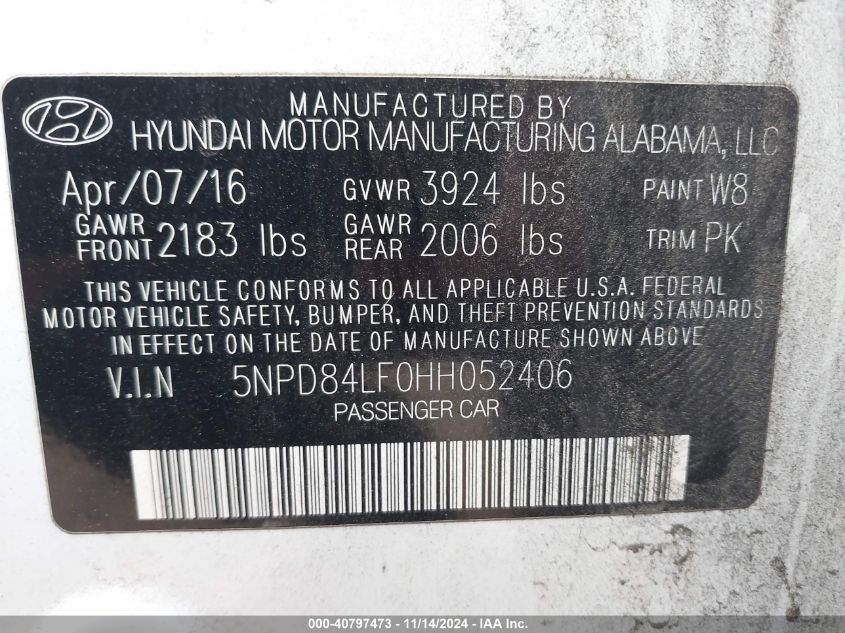 MANUFACTURED BY
HYUNDAI MOTOR MANUFACTURING ALABAMA, LLC
Apr/07/16 GVWR 3924 lbs PAINT W8
GAWR FRONT 2183 lbs GAWR REAR 2006 lbs TRIM PK
THIS VEHICLE CONFORMS TO ALL APPLICABLE U.S.A. FEDERAL
MOTOR VEHICLE SAFETY, BUMPER, AND THEFT PREVENTION STANDARDS
IN EFFECT ON THE DATE OF MANUFACTURE SHOWN ABOVE.
V.I.N 5NPD84LF0HH052406
PASSENGER CAR
000-40797473 - 11/14/2024 - IAA Inc.